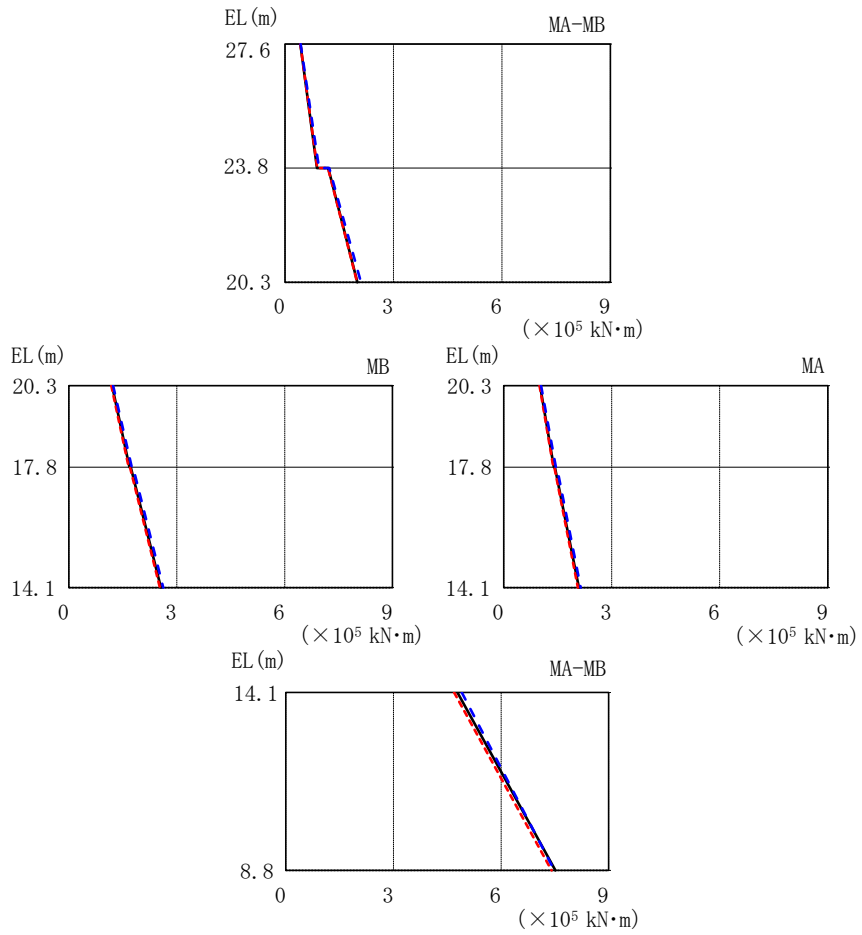 EL(m) MA-MB
27.6
23.8
20.3
0 3 6 9
(×10⁵ kN・m)
EL(m) MB
20.3
17.8
14.1
0 3 6 9
(×10⁵ kN・m)
EL(m) MA
20.3
17.8
14.1
0 3 6 9
(×10⁵ kN・m)
EL(m) MA-MB
14.1
8.8
0 3 6 9
(×10⁵ kN・m)